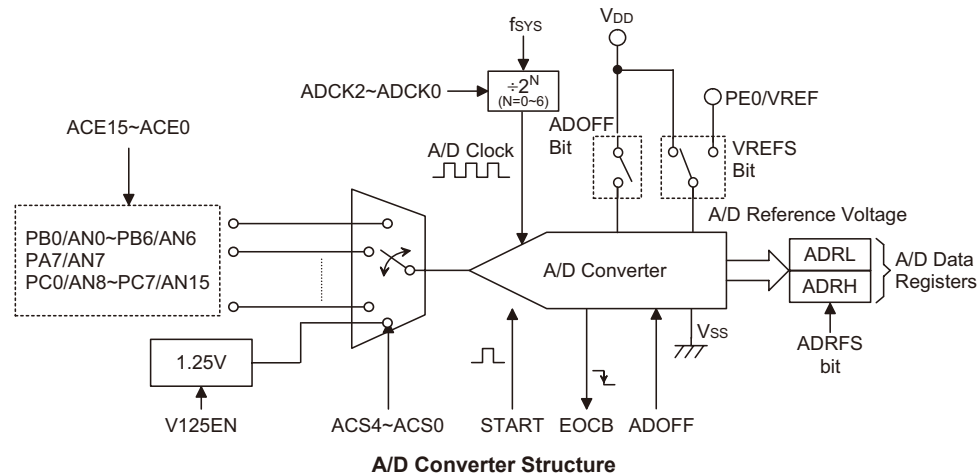 fSYS
VDD
ADCK2~ADCK0
÷2N
(N=0~6)
PE0/VREF
ADOFF
Bit
VREFS
Bit
ACE15~ACE0
A/D Clock
A/D Reference Voltage
PB0/AN0~PB6/AN6
PA7/AN7
PC0/AN8~PC7/AN15
A/D Converter
ADRL
ADRH
A/D Data
Registers
VSS
ADRFS
bit
1.25V
V125EN
ACS4~ACS0
START
EOCB
ADOFF
A/D Converter Structure